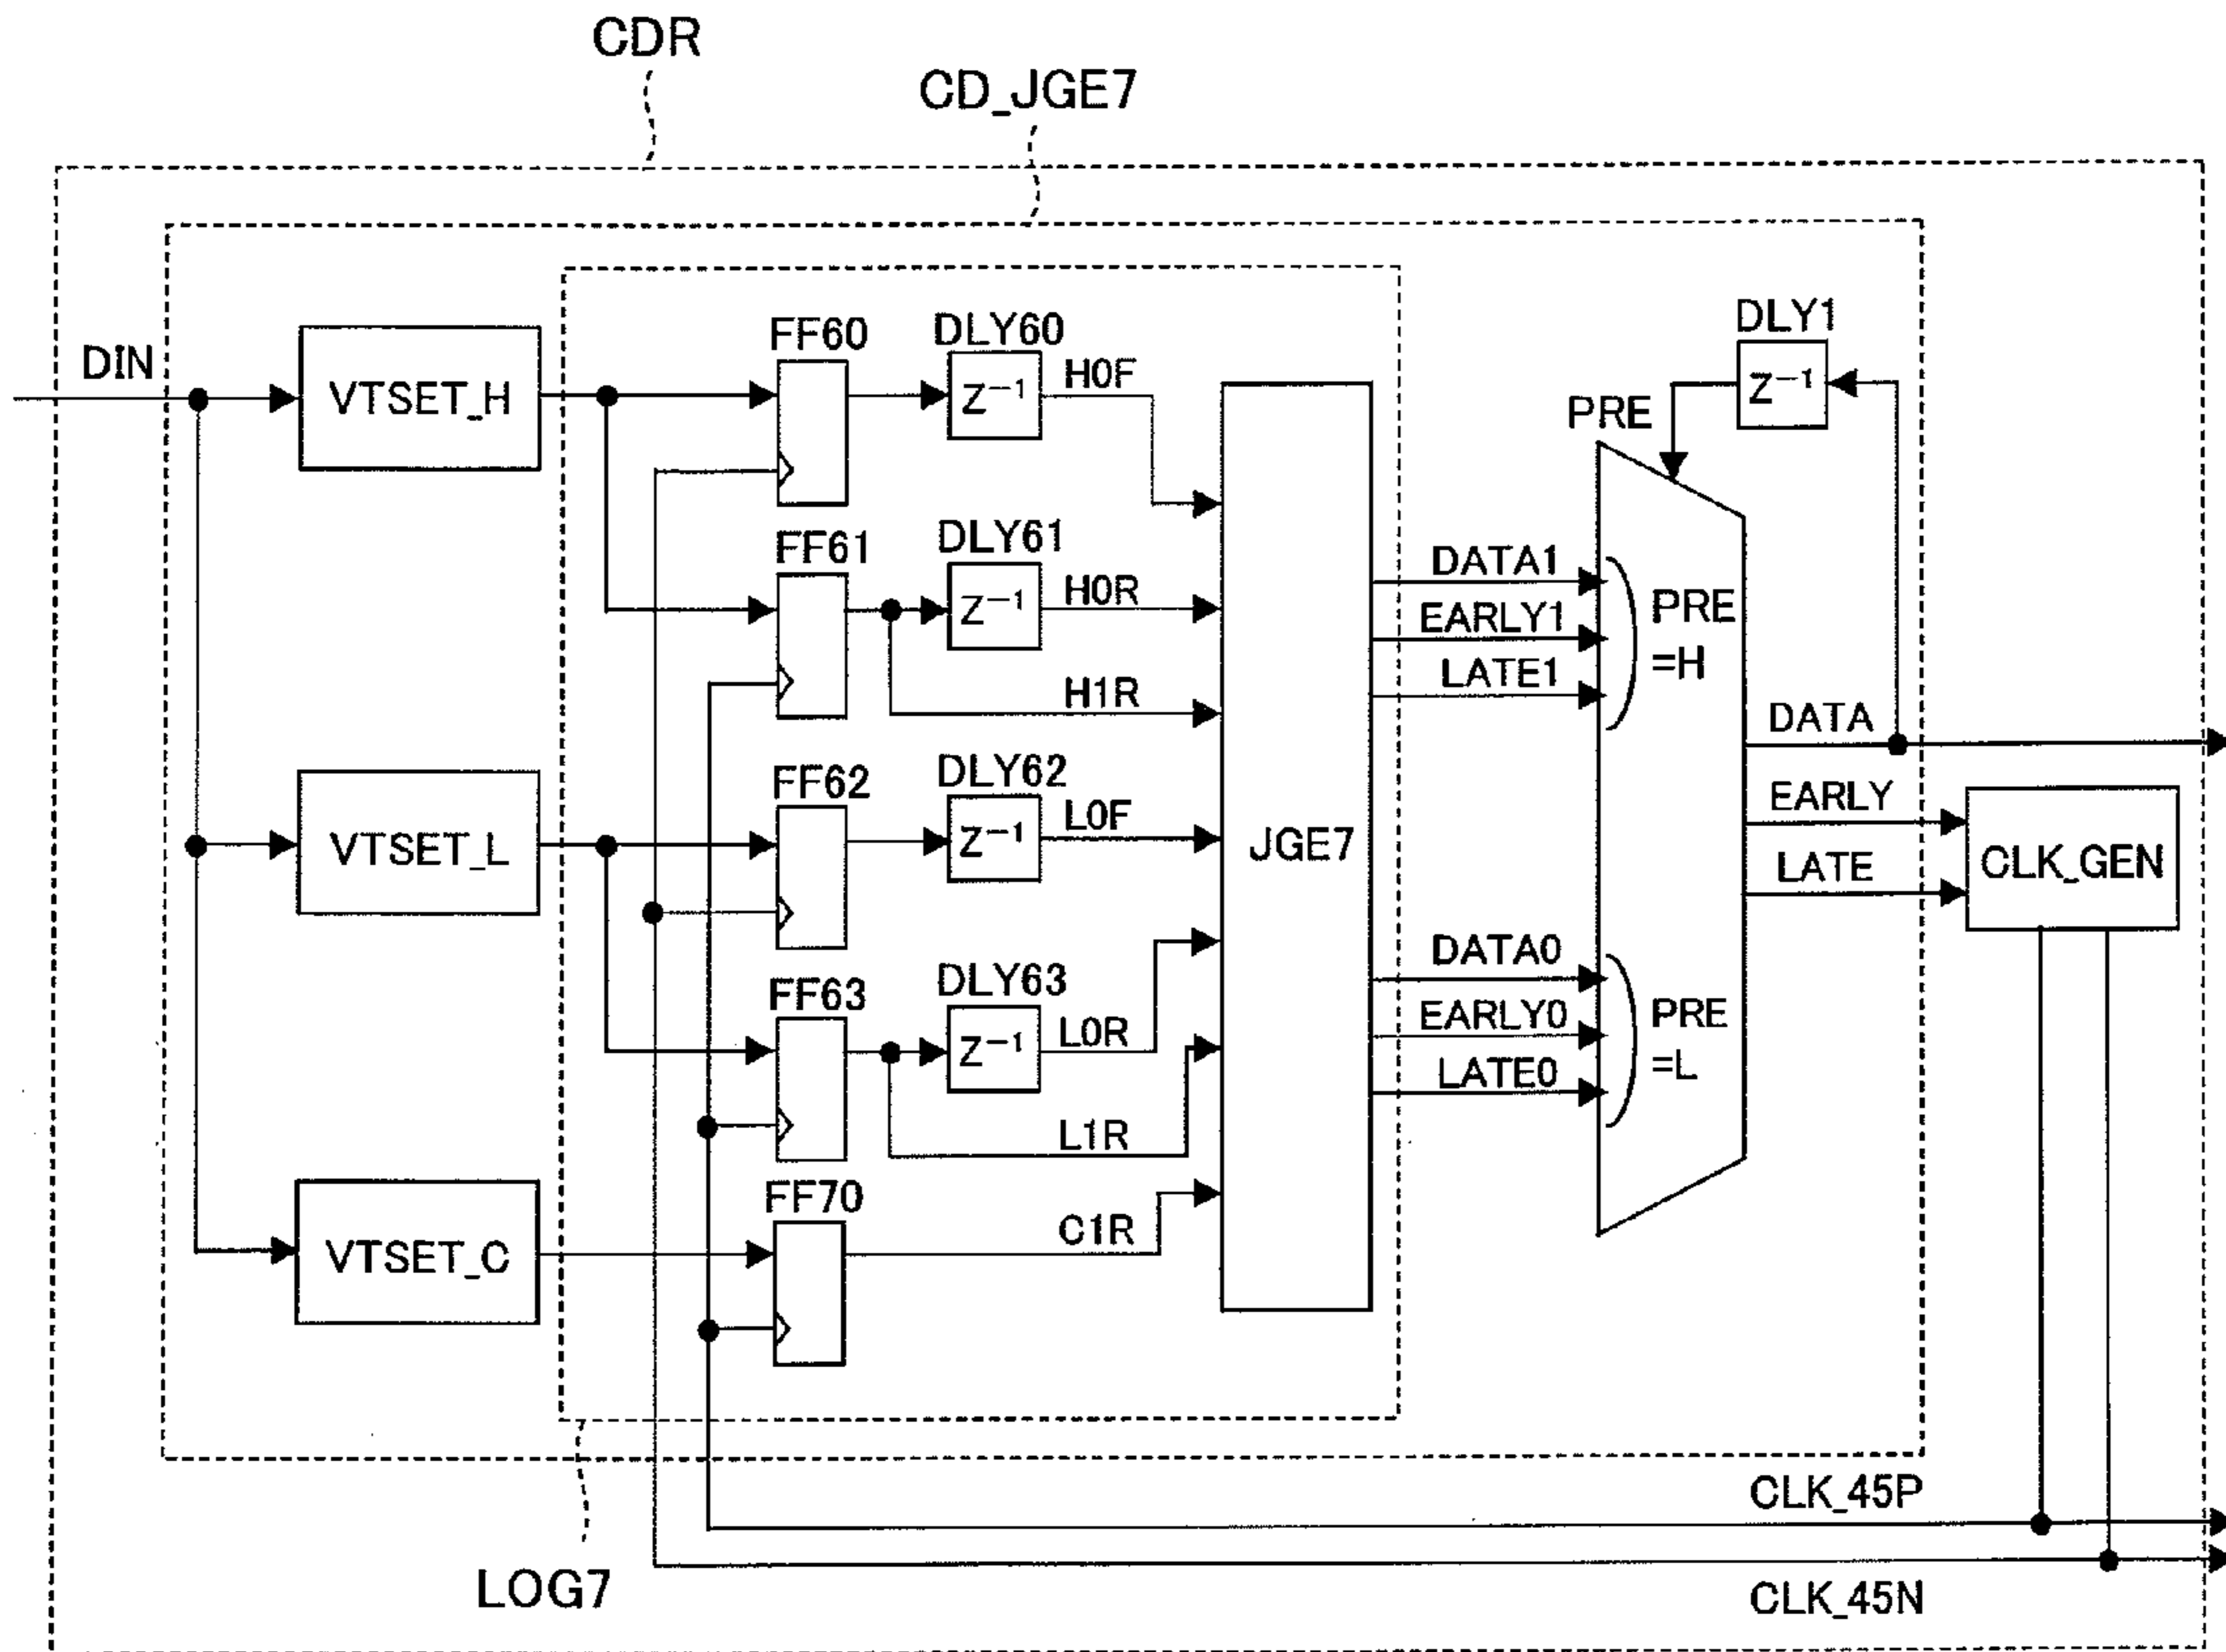 CDR
CD_JGE7
DIN
VTSET_H
VTSET_L
VTSET_C
FF60
DLY60
Z⁻¹
H0F
FF61
DLY61
Z⁻¹
H0R
H1R
FF62
DLY62
Z⁻¹
L0F
FF63
DLY63
Z⁻¹
L0R
L1R
FF70
C1R
JGE7
DATA1
EARLY1
LATE1
DATA0
EARLY0
LATE0
PRE
DLY1
Z⁻¹
PRE
=H
PRE
=L
DATA
EARLY
LATE
CLK_GEN
CLK_45P
CLK_45N
LOG7